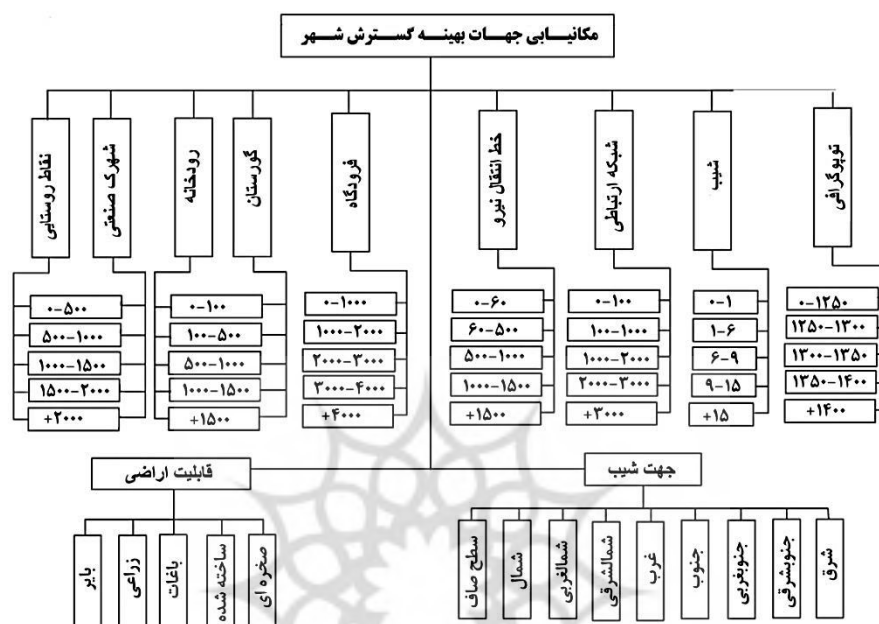 مکانیابی جهات بهینه گسترش شهر
توپوگرافی
شیب
شبکه ارتباطی
خط انتقال نیرو
فرودگاه
گورستان
رودخانه
شهرک صنعتی
نقاط روستایی
۰-۱۲۵۰
۱۲۵۰-۱۳۰۰
۱۳۰۰-۱۳۵۰
۱۳۵۰-۱۴۰۰
+۱۴۰۰
۰-۱
۱-۶
۶-۹
۹-۱۵
+۱۵
۰-۱۰۰
۱۰۰-۱۰۰۰
۱۰۰۰-۲۰۰۰
۲۰۰۰-۳۰۰۰
+۳۰۰۰
۰-۶۰
۶۰-۵۰۰
۵۰۰-۱۰۰۰
۱۰۰۰-۱۵۰۰
+۱۵۰۰
۰-۱۰۰۰
۱۰۰۰-۲۰۰۰
۲۰۰۰-۳۰۰۰
۳۰۰۰-۴۰۰۰
+۴۰۰۰
۰-۱۰۰
۱۰۰-۵۰۰
۵۰۰-۱۰۰۰
۱۰۰۰-۱۵۰۰
+۱۵۰۰
۰-۵۰۰
۵۰۰-۱۰۰۰
۱۰۰۰-۱۵۰۰
۱۵۰۰-۲۰۰۰
+۲۰۰۰
جهت شیب
شرق
جنوبشرقی
جنوبغربی
جنوب
غرب
شمالشرقی
شمالغربی
شمال
سطح صاف
قابلیت اراضی
صخره ای
ساخته شده
باغات
زراعی
بایر